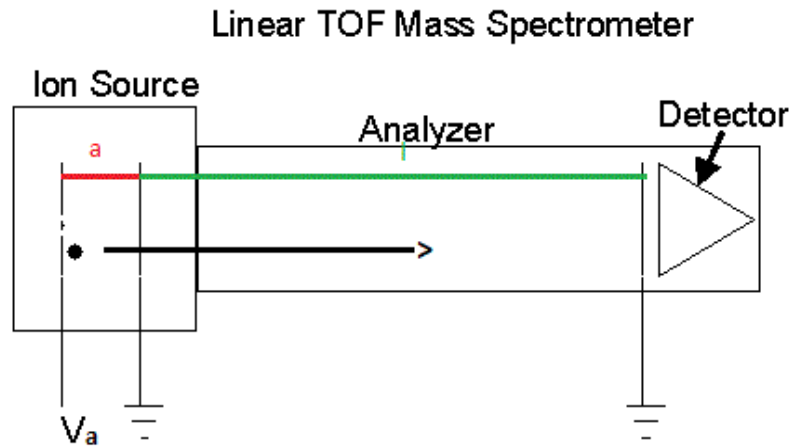 Linear TOF Mass Spectrometer
Ion Source
Detector
Analyzer
a
l
Va